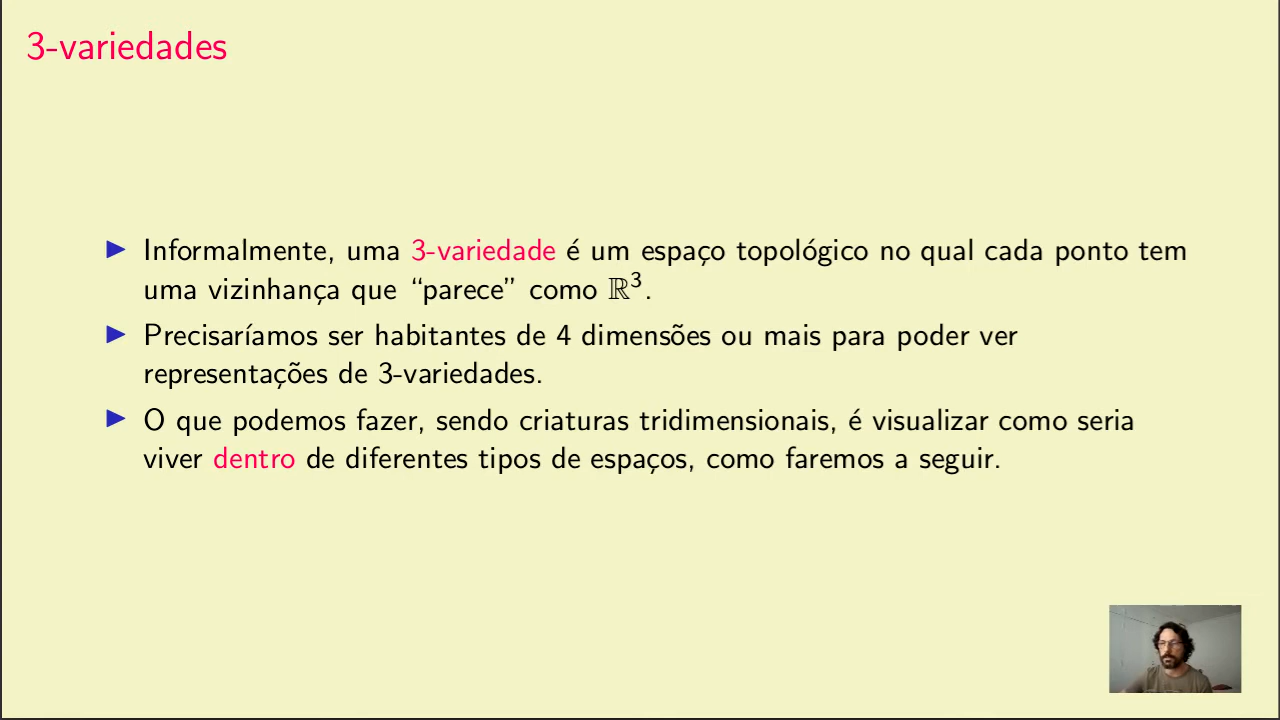 3-variedades
Informalmente, uma 3-variedade é um espaço topológico no qual cada ponto tem
uma vizinhança que “parece” como ℝ³.
Precisaríamos ser habitantes de 4 dimensões ou mais para poder ver
representações de 3-variedades.
O que podemos fazer, sendo criaturas tridimensionais, é visualizar como seria
viver dentro de diferentes tipos de espaços, como faremos a seguir.